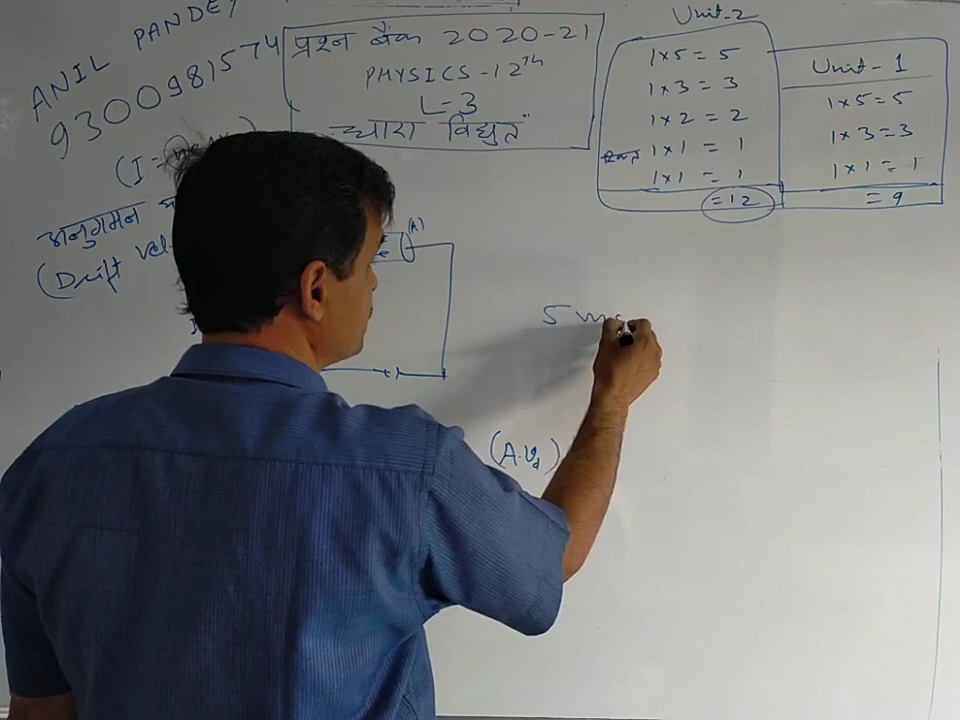 ANIL PANDEY
9300981574
प्रश्न बैंक 2020-21
PHYSICS-12th
L-3
"धारा विद्युत"
Unit-2
1×5 = 5
1×3 = 3
1×2 = 2
1×1 = 1
1×1 = 1
= 12
Unit-1
1×5=5
1×3=3
1×1=1
= 9
(I =
अनुगमन
(Drift Vel.
(A)
5
(A.Vd)